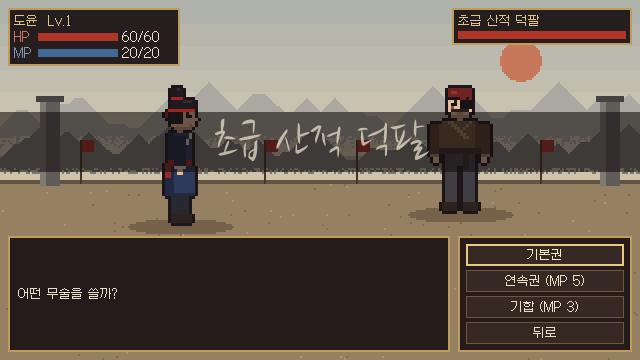 도윤 Lv.1
HP 60/60
MP 20/20
초급 산적 덕팔
초급 산적 덕팔
어떤 무술을 쓸까?
기본권
연속권 (MP 5)
기합 (MP 3)
뒤로